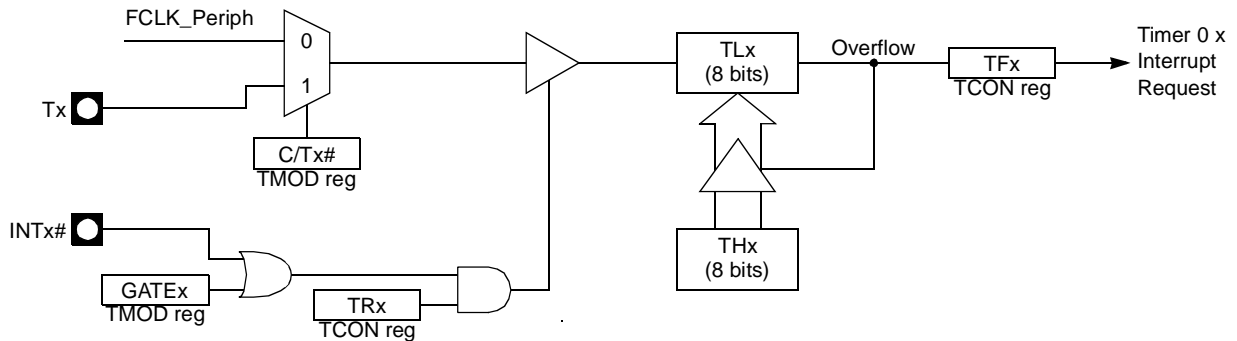 FCLK_Periph
0
1
Tx
C/Tx#
TMOD reg
INTx#
GATEx
TMOD reg
TRx
TCON reg
TLx
(8 bits)
THx
(8 bits)
Overflow
TFx
TCON reg
Timer 0 x
Interrupt
Request